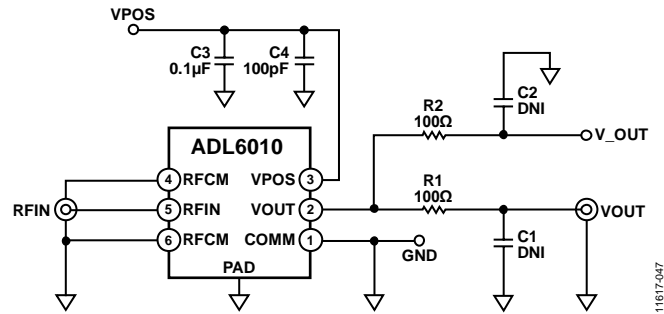 VPOS
C3
0.1µF
C4
100pF
C2
DNI
R2
100Ω
V_OUT
ADL6010
4 RFCM VPOS 3
R1
100Ω
RFIN 5 RFIN VOUT 2
VOUT
6 RFCM COMM 1
GND
C1
DNI
PAD
11617-047